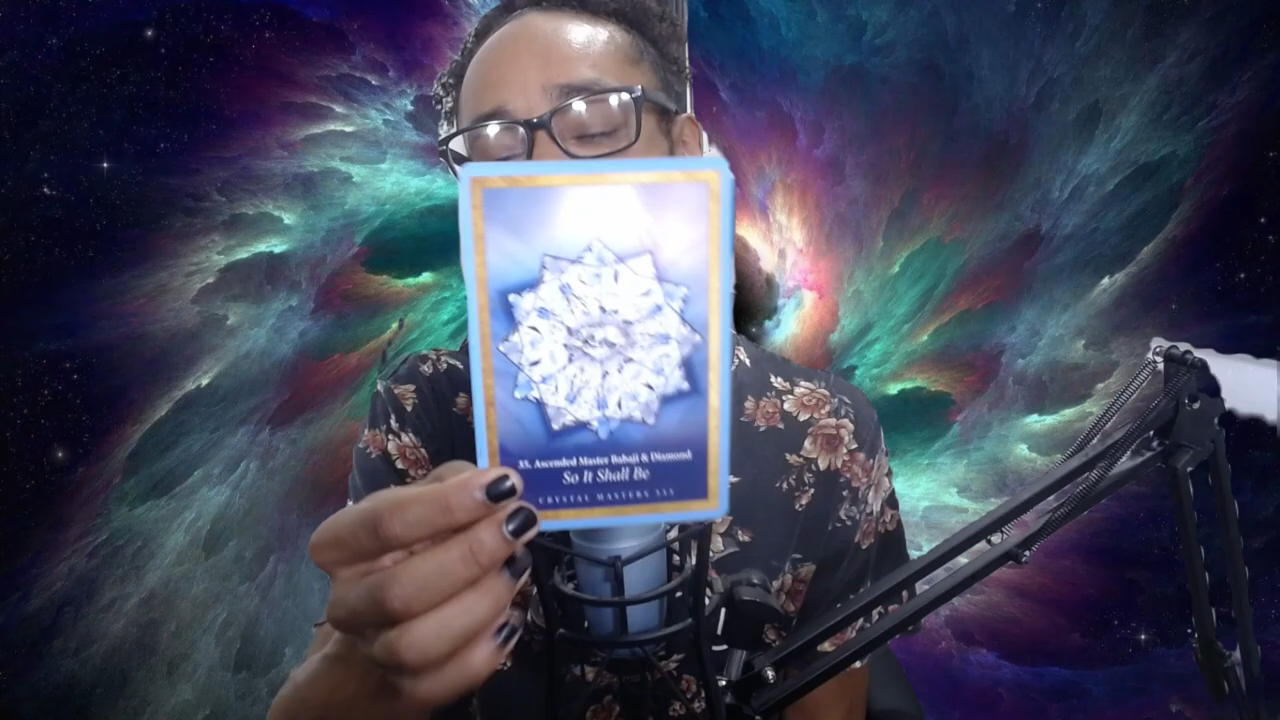 33. Ascended Master Babaji & Diamond
So It Shall Be
CRYSTAL MASTERS 333